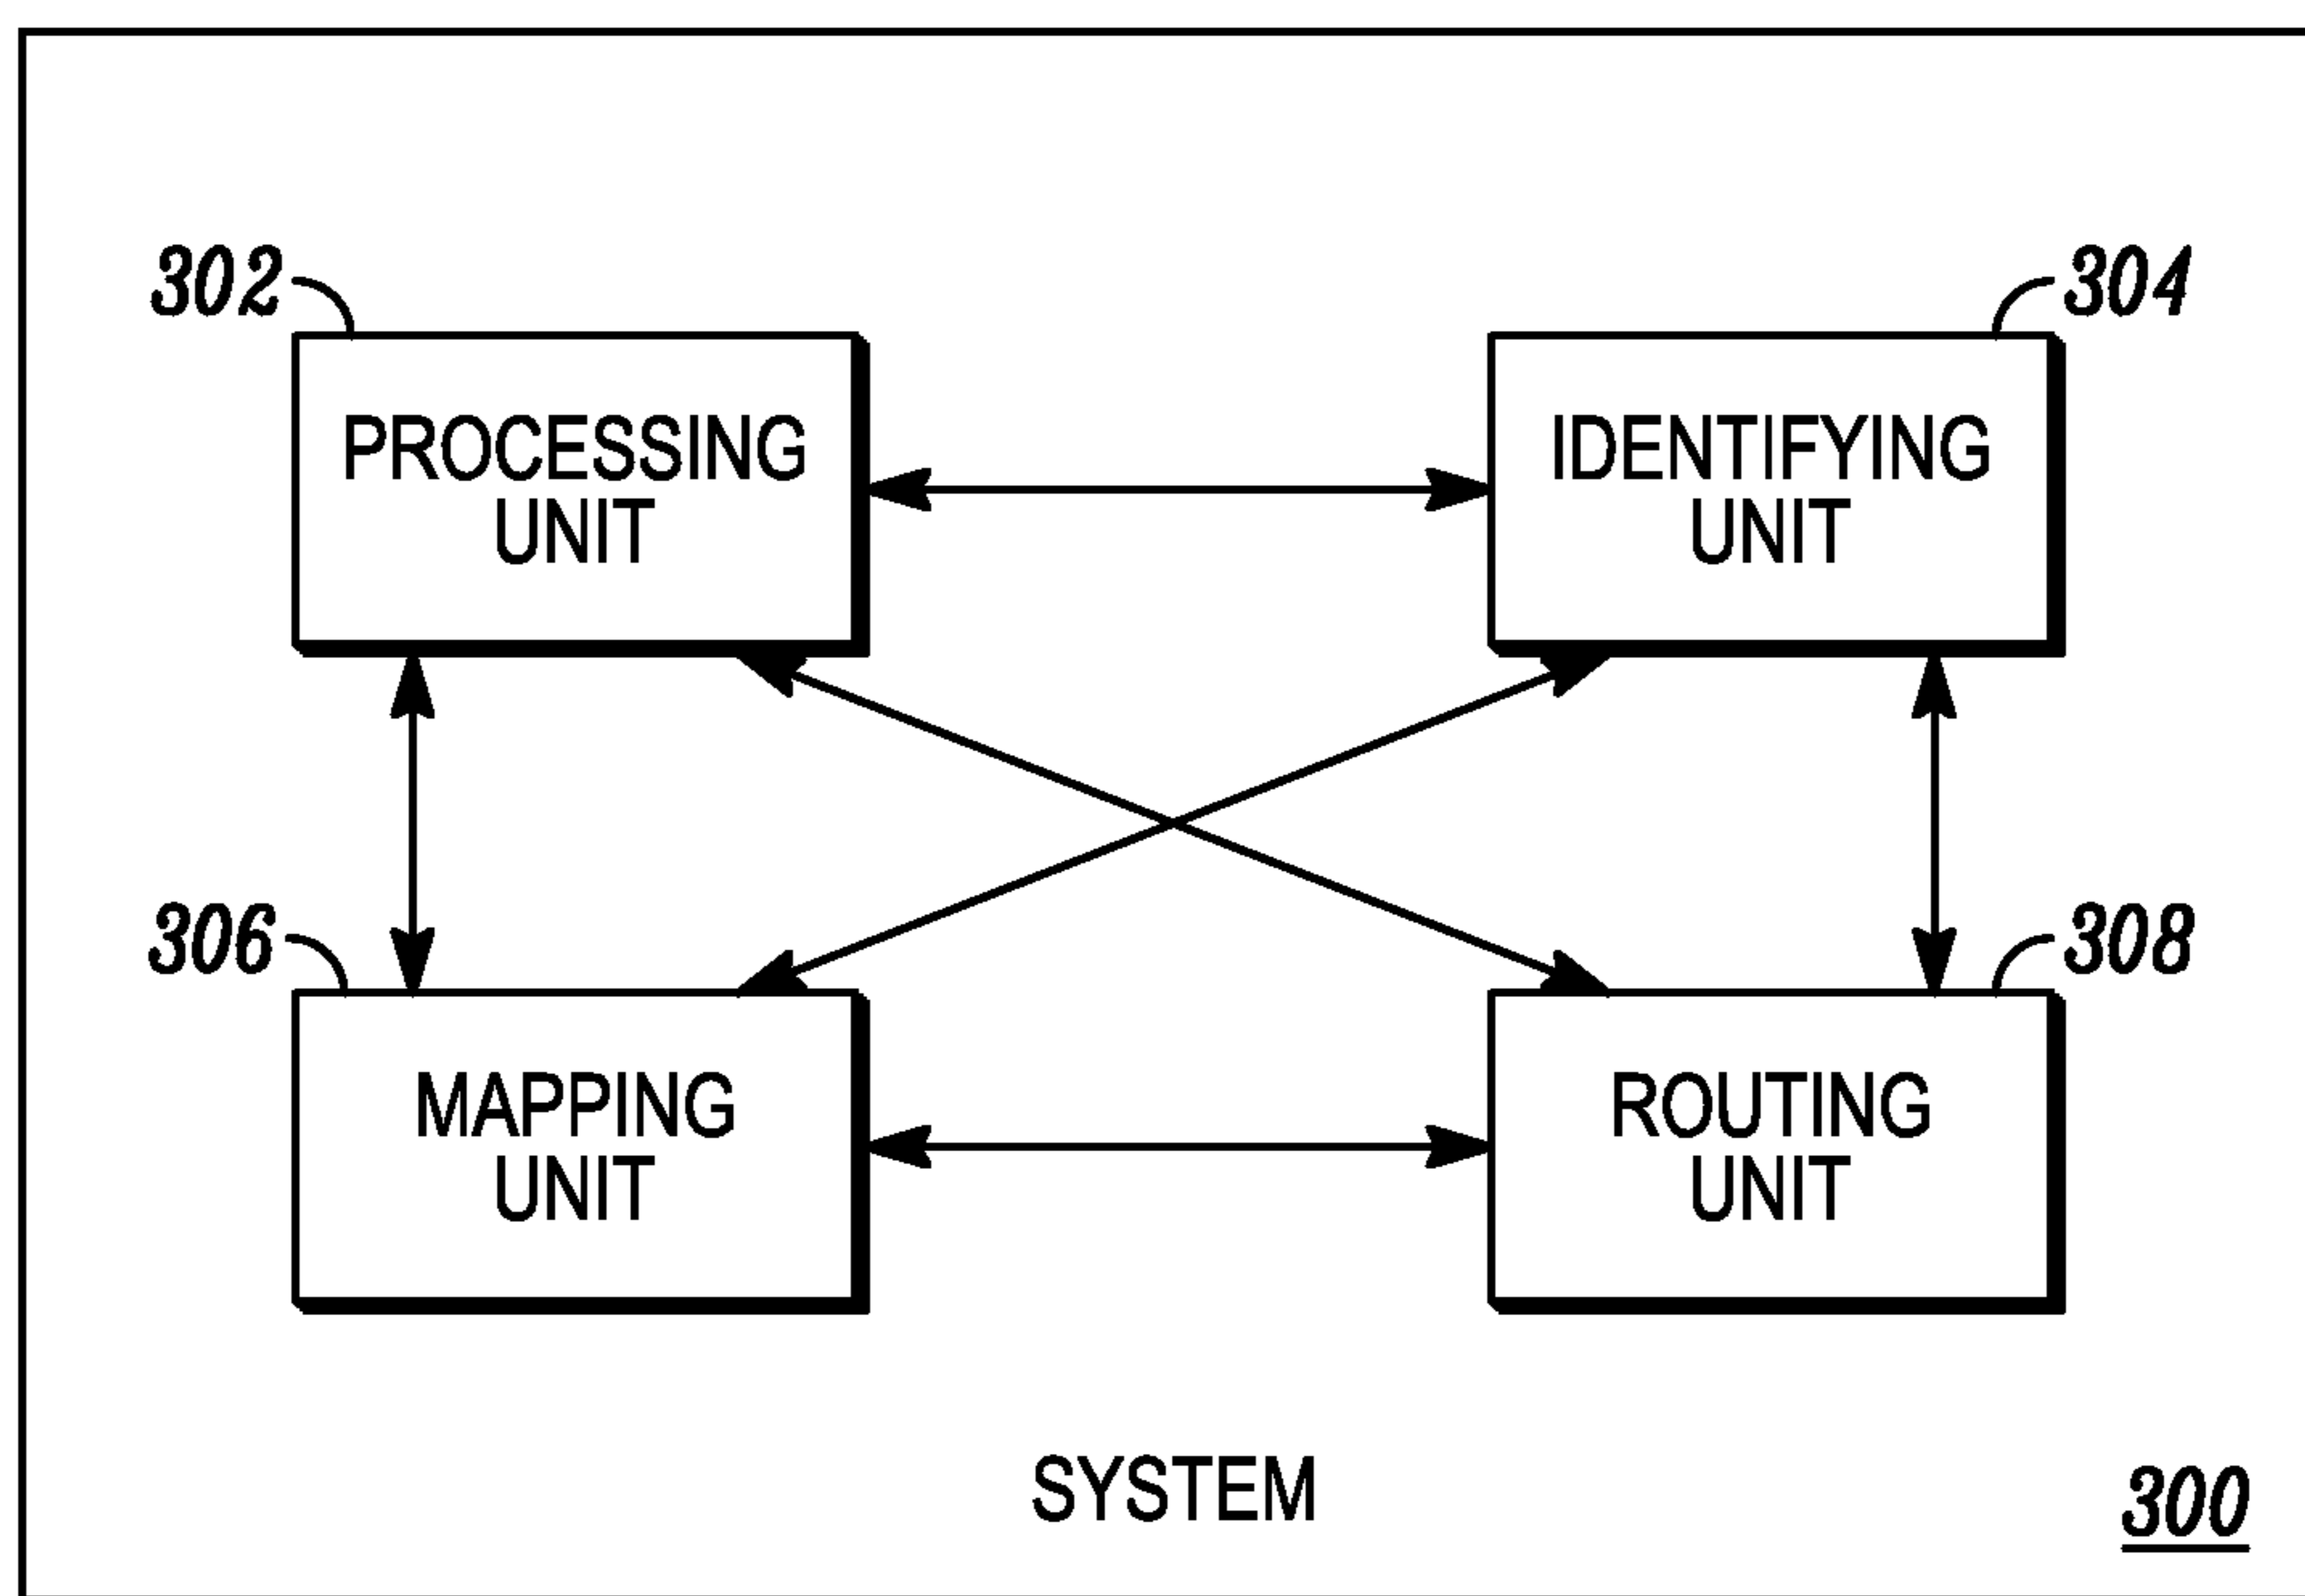 302
304
PROCESSING
UNIT
IDENTIFYING
UNIT
306
308
MAPPING
UNIT
ROUTING
UNIT
SYSTEM
300